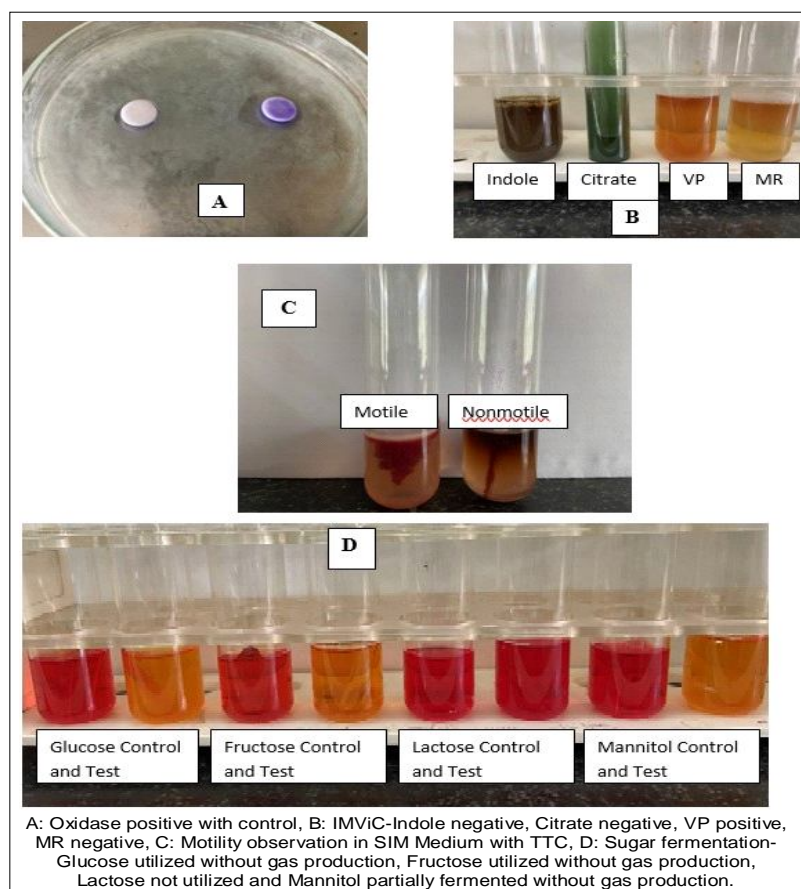 A
Indole
Citrate
VP
MR
B
C
Motile
Nonmotile
D
Glucose Control
and Test
Fructose Control
and Test
Lactose Control
and Test
Mannitol Control
and Test
A: Oxidase positive with control, B: IMViC-Indole negative, Citrate negative, VP positive,
MR negative, C: Motility observation in SIM Medium with TTC, D: Sugar fermentation-
Glucose utilized without gas production, Fructose utilized without gas production,
Lactose not utilized and Mannitol partially fermented without gas production.